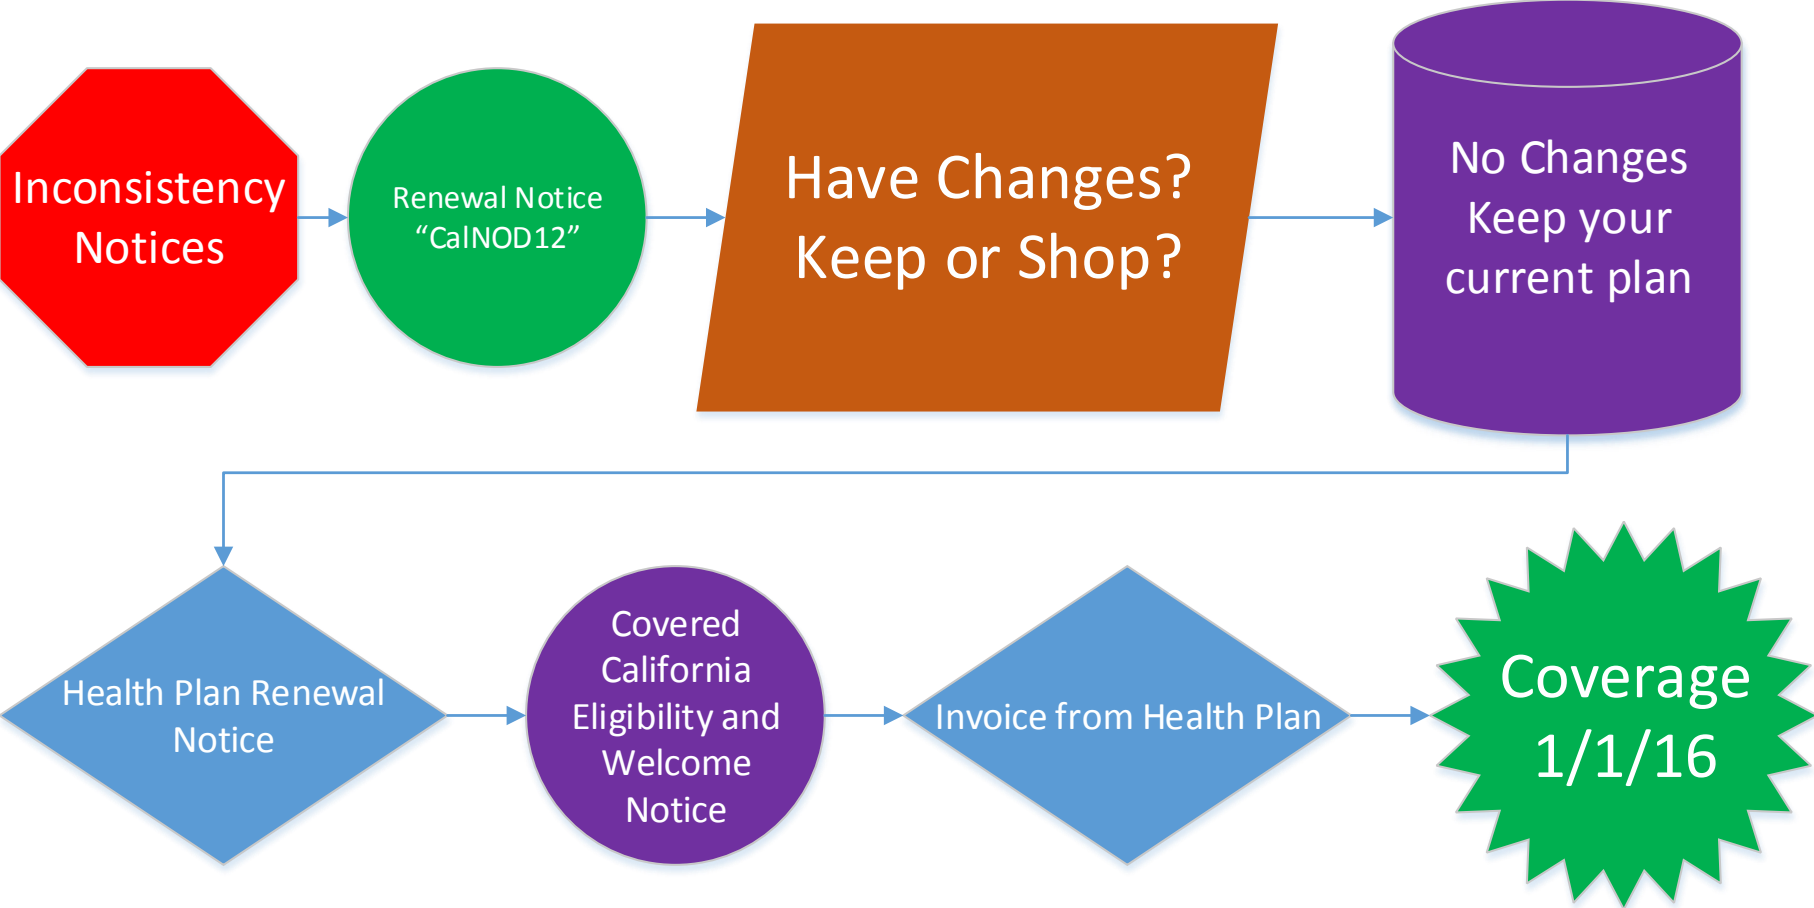 Inconsistency
Notices
Renewal Notice
“CalNOD12”
Have Changes?
Keep or Shop?
No Changes
Keep your
current plan
Health Plan Renewal
Notice
Covered
California
Eligibility and
Welcome
Notice
Invoice from Health Plan
Coverage
1/1/16